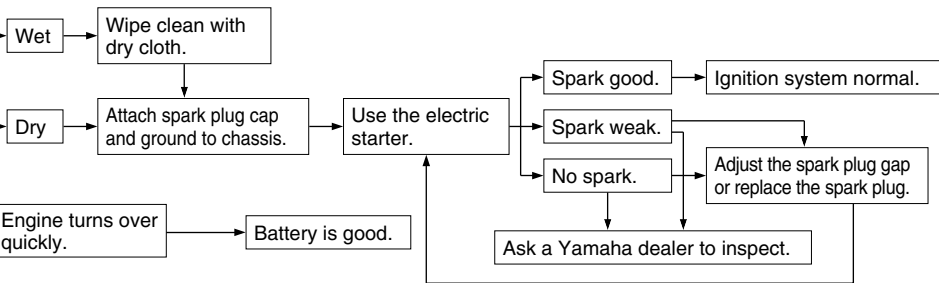 Wet
Wipe clean with
dry cloth.
Dry
Attach spark plug cap
and ground to chassis.
Use the electric
starter.
Spark good.
Ignition system normal.
Spark weak.
No spark.
Adjust the spark plug gap
or replace the spark plug.
Ask a Yamaha dealer to inspect.
Engine turns over
quickly.
Battery is good.